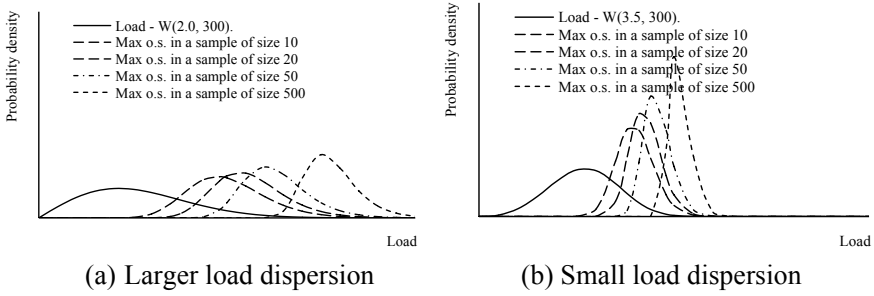 Probability density
Load - W(2.0, 300).
Max o.s. in a sample of size 10
Max o.s. in a sample of size 20
Max o.s. in a sample of size 50
Max o.s. in a sample of size 500
Load
(a) Larger load dispersion
Probability density
Load - W(3.5, 300).
Max o.s. in a sample of size 10
Max o.s. in a sample of size 20
Max o.s. in a sample of size 50
Max o.s. in a sample of size 500
Load
(b) Small load dispersion